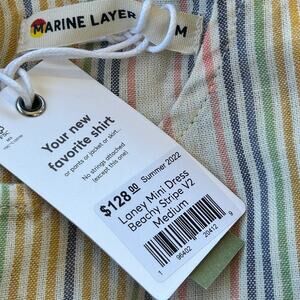 MARINE LAYER
M
Your new
favorite shirt
or pants or jacket or skirt...
No strings attached
(except this one)
$128.00 Summer 2022
Laney Mini Dress
Beachy Stripe V2
Medium
1 96402 20412 9